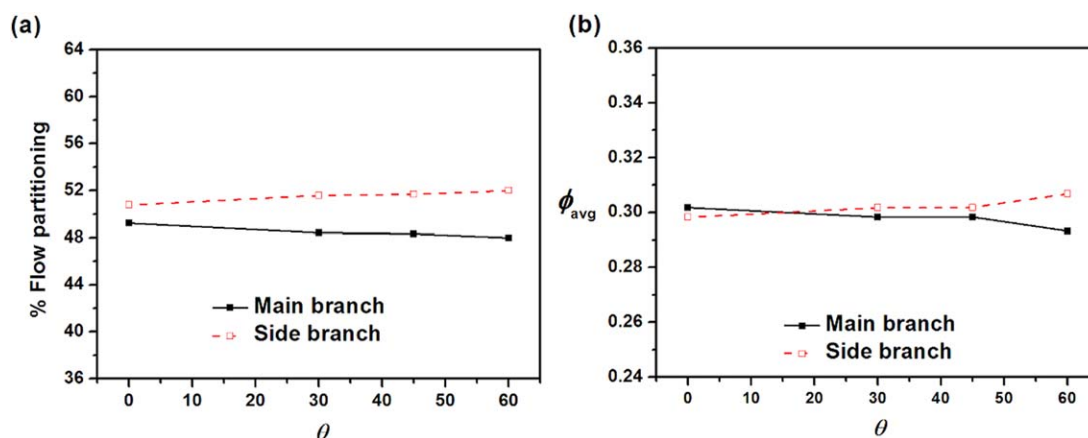 (a)
64
60
56
52
48
44
40
36
% Flow partitioning
Main branch
Side branch
0 10 20 30 40 50 60
θ
(b)
0.36
0.34
0.32
0.30
0.28
0.26
0.24
ϕavg
Main branch
Side branch
0 10 20 30 40 50 60
θ